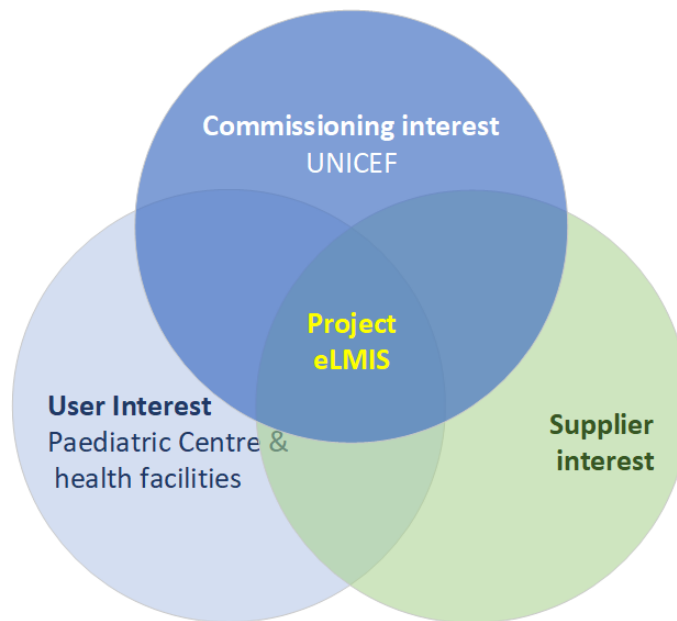 Commissioning interest
UNICEF
Project
eLMIS
User Interest
Paediatric Centre &
health facilities
Supplier
interest